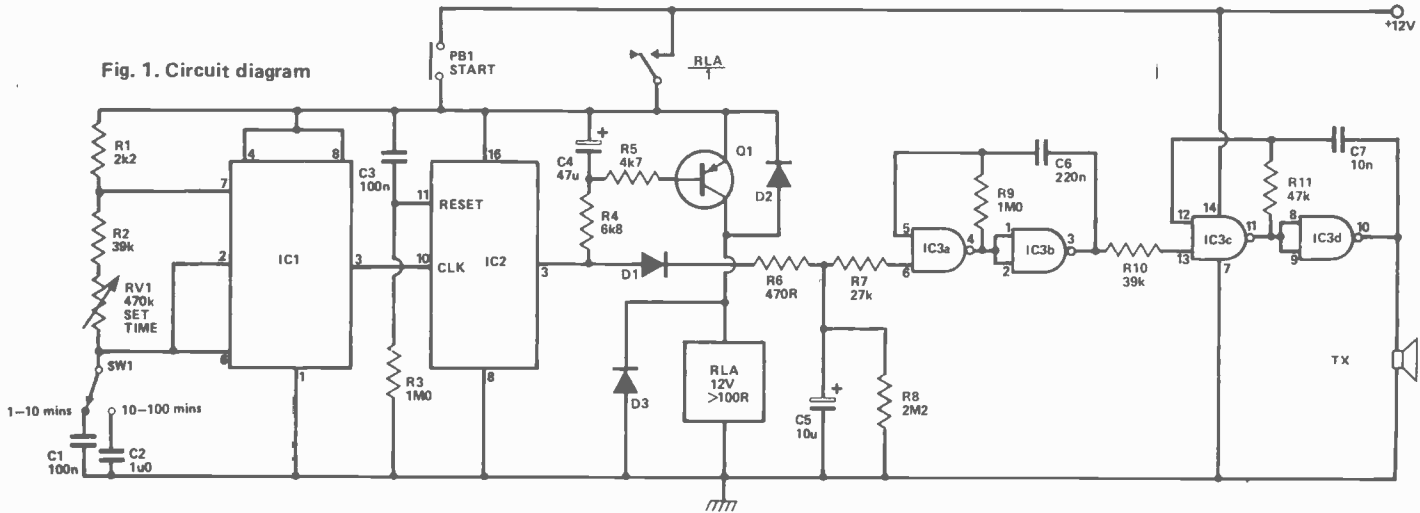 Fig. 1. Circuit diagram
PB1
START
RLA
1
+12V
R1
2k2
R2
39k
RV1
470k
SET
TIME
SW1
1–10 mins
10–100 mins
C1
100n
C2
1u0
4
8
7
2
6
3
1
IC1
C3
100n
R3
1M0
16
11
RESET
10
CLK
IC2
3
8
C4
47u
+
R5
4k7
R4
6k8
Q1
D2
D1
D3
RLA
12V
>100R
R6
470R
R7
27k
C5
10u
+
R8
2M2
5
6
IC3a
4
R9
1M0
C6
220n
1
2
IC3b
3
R10
39k
12
13
14
IC3c
7
11
R11
47k
C7
10n
8
9
IC3d
10
TX